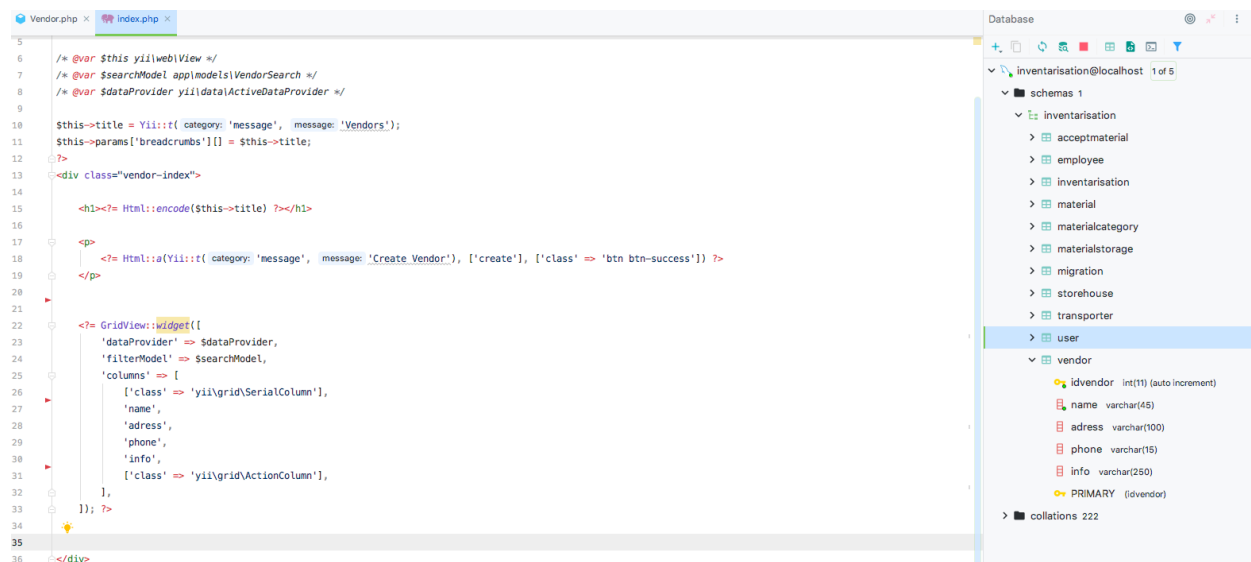 Vendor.php × index.php ×
5
6 /* @var $this yii\web\View */
7 /* @var $searchModel app\models\VendorSearch */
8 /* @var $dataProvider yii\data\ActiveDataProvider */
9
10 $this->title = Yii::t( category: 'message', message: 'Vendors');
11 $this->params['breadcrumbs'][] = $this->title;
12 ?>
13 <div class="vendor-index">
14
15 <h1><?= Html::encode($this->title) ?></h1>
16
17 <p>
18 <?= Html::a(Yii::t( category: 'message', message: 'Create Vendor'), ['create'], ['class' => 'btn btn-success']) ?>
19 </p>
20
21
22 <?= GridView::widget([
23 'dataProvider' => $dataProvider,
24 'filterModel' => $searchModel,
25 'columns' => [
26 ['class' => 'yii\grid\SerialColumn'],
27 'name',
28 'adress',
29 'phone',
30 'info',
31 ['class' => 'yii\grid\ActionColumn'],
32 ],
33 ]); ?>
34
35
36 </div>
Database
inventarisation@localhost 1 of 5
schemas 1
inventarisation
acceptmaterial
employee
inventarisation
material
materialcategory
materialstorage
migration
storehouse
transporter
user
vendor
idvendor int(11) (auto increment)
name varchar(45)
adress varchar(100)
phone varchar(15)
info varchar(250)
PRIMARY (idvendor)
collations 222